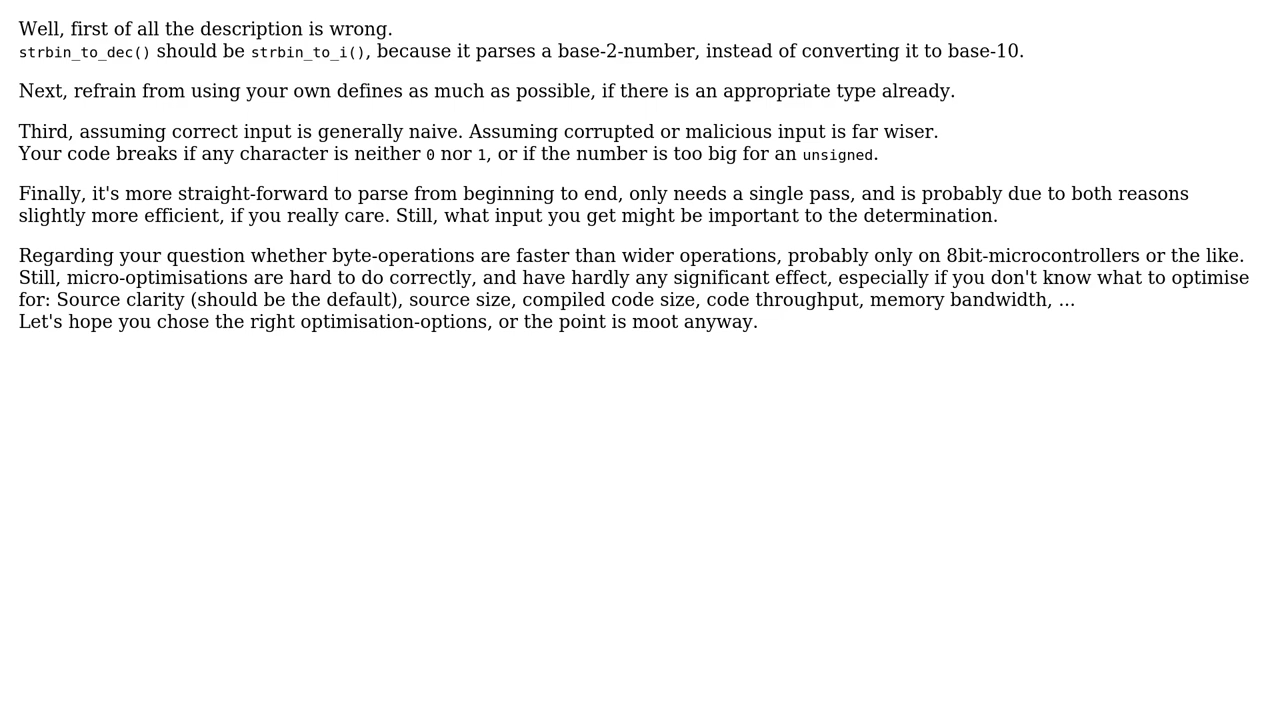 Well, first of all the description is wrong.
strbin_to_dec() should be strbin_to_i(), because it parses a base-2-number, instead of converting it to base-10.
Next, refrain from using your own defines as much as possible, if there is an appropriate type already.
Third, assuming correct input is generally naive. Assuming corrupted or malicious input is far wiser.
Your code breaks if any character is neither 0 nor 1, or if the number is too big for an unsigned.
Finally, it's more straight-forward to parse from beginning to end, only needs a single pass, and is probably due to both reasons
slightly more efficient, if you really care. Still, what input you get might be important to the determination.
Regarding your question whether byte-operations are faster than wider operations, probably only on 8bit-microcontrollers or the like.
Still, micro-optimisations are hard to do correctly, and have hardly any significant effect, especially if you don't know what to optimise
for: Source clarity (should be the default), source size, compiled code size, code throughput, memory bandwidth, ...
Let's hope you chose the right optimisation-options, or the point is moot anyway.